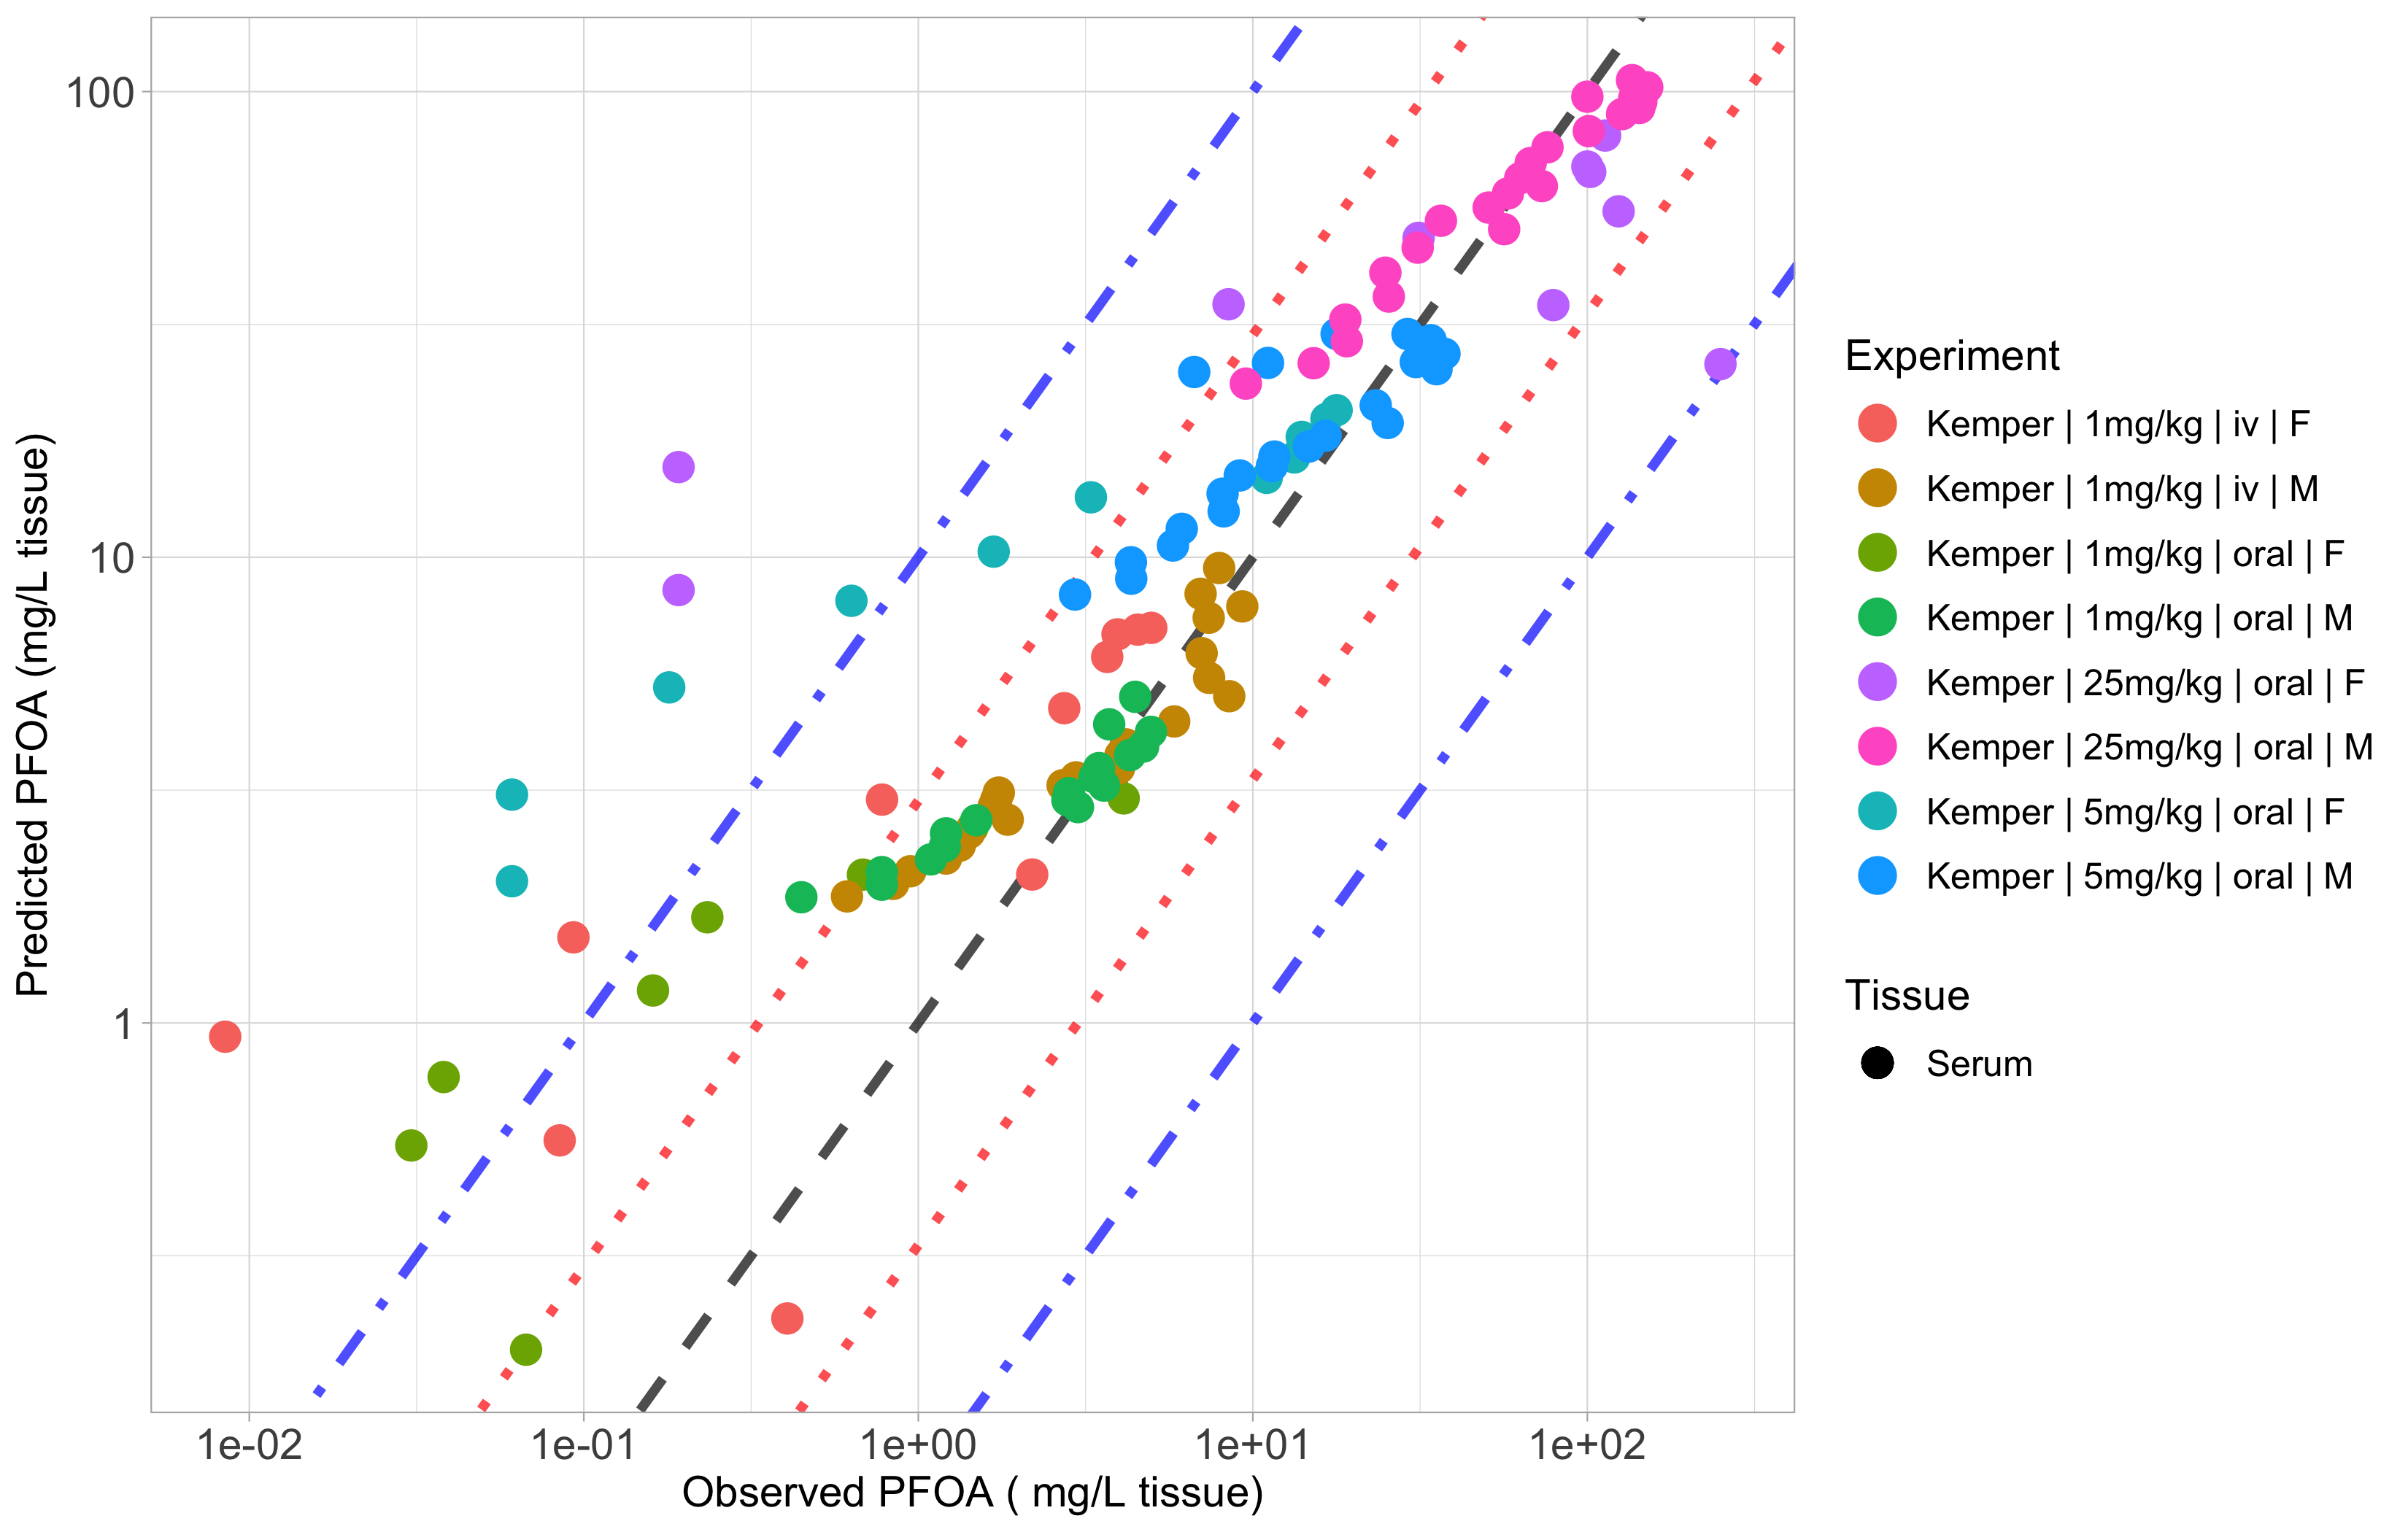 Predicted PFOA (mg/L tissue)
100
10
1
1e-02
1e-01
1e+00
1e+01
1e+02
Observed PFOA ( mg/L tissue)
Experiment
Kemper | 1mg/kg | iv | F
Kemper | 1mg/kg | iv | M
Kemper | 1mg/kg | oral | F
Kemper | 1mg/kg | oral | M
Kemper | 25mg/kg | oral | F
Kemper | 25mg/kg | oral | M
Kemper | 5mg/kg | oral | F
Kemper | 5mg/kg | oral | M
Tissue
Serum